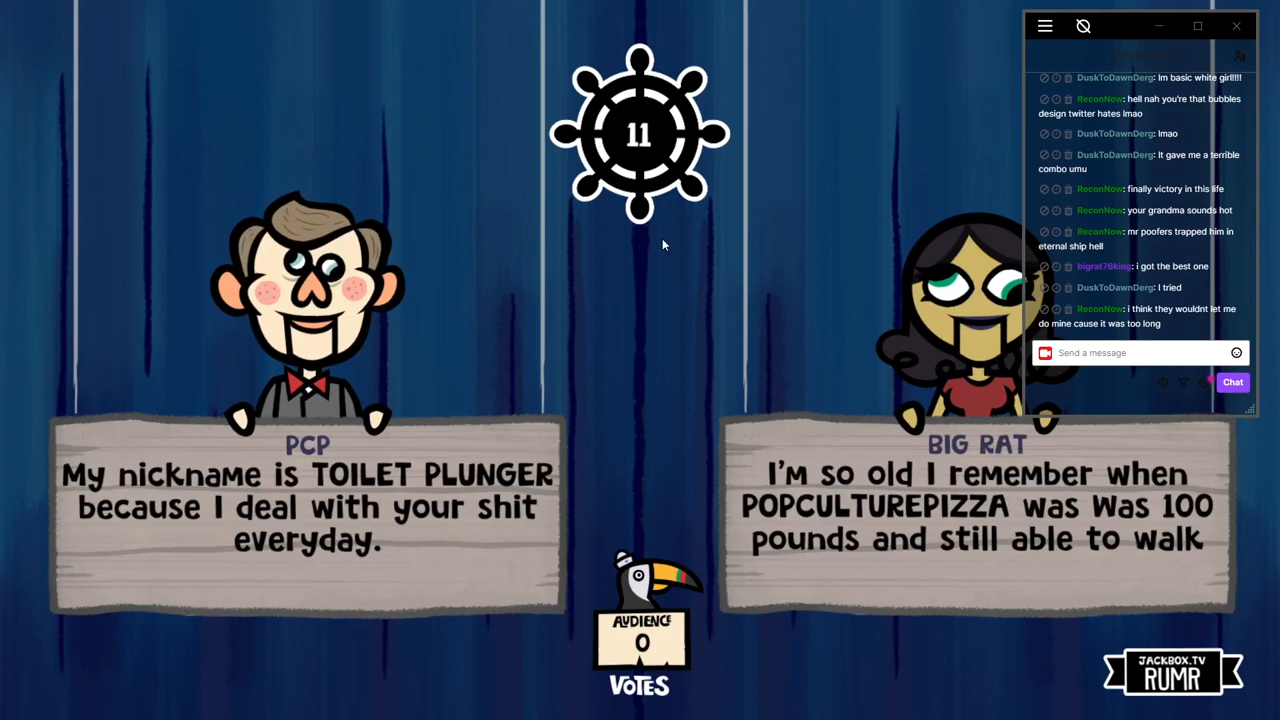 11
PCP
My nickname is TOILET PLUNGER
because I deal with your shit
everyday.
BIG RAT
I'M so old I remember when
POPCULTUREPIZZA was Was 100
pounds and still able to walk
AUDIENCE
0
VOTES
JACKBOX.TV
RUMR
DuskToDawnDerg: Im basic white girl!!!!
ReconNow: hell nah you're that bubbles
design twitter hates lmao
DuskToDawnDerg: lmao
DuskToDawnDerg: It gave me a terrible
combo umu
ReconNow: finally victory in this life
ReconNow: your grandma sounds hot
ReconNow: mr poofers trapped him in
eternal ship hell
bigrat76king: i got the best one
DuskToDawnDerg: I tried
ReconNow: i think they wouldnt let me
do mine cause it was too long
Send a message
Chat